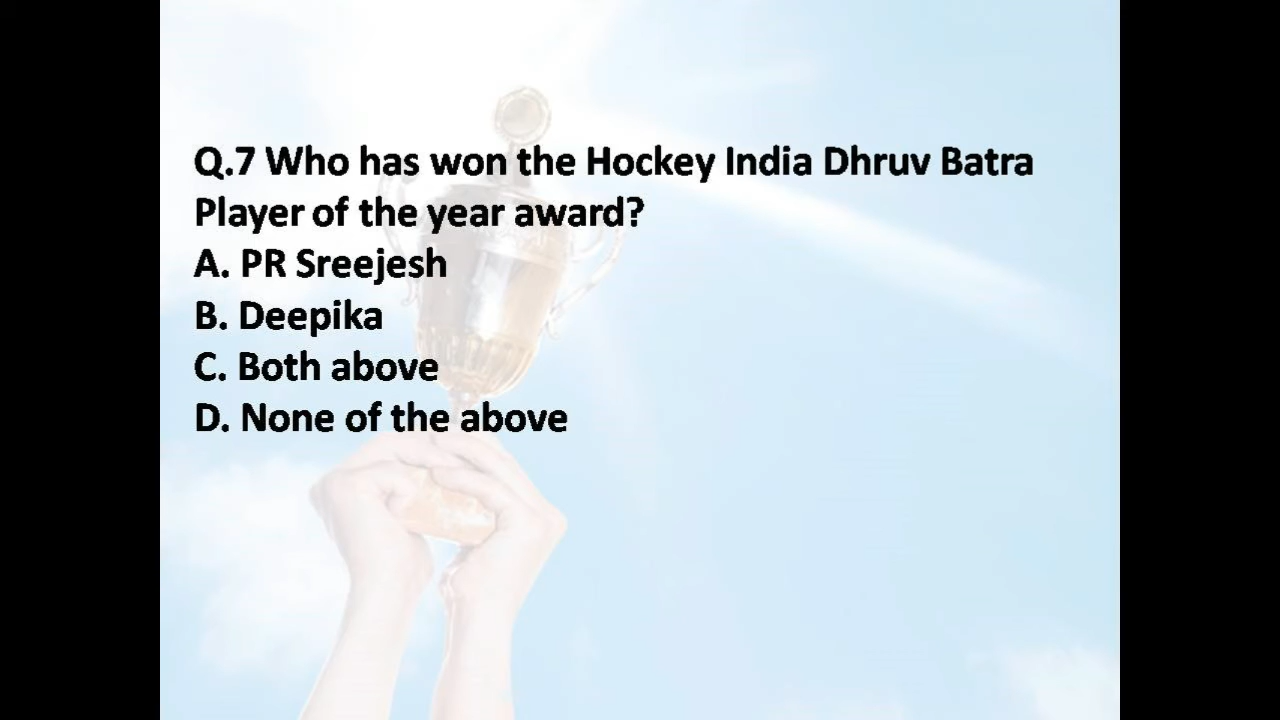 Q.7 Who has won the Hockey India Dhruv Batra
Player of the year award?
A. PR Sreejesh
B. Deepika
C. Both above
D. None of the above